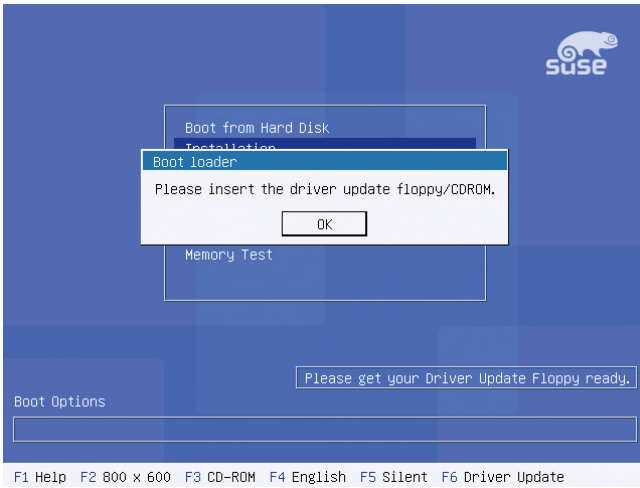 SUSE
Boot from Hard Disk
Installation
Boot loader
Please insert the driver update floppy/CDROM.
OK
Memory Test
Please get your Driver Update Floppy ready.
Boot Options
F1 Help F2 800 x 600 F3 CD-ROM F4 English F5 Silent F6 Driver Update